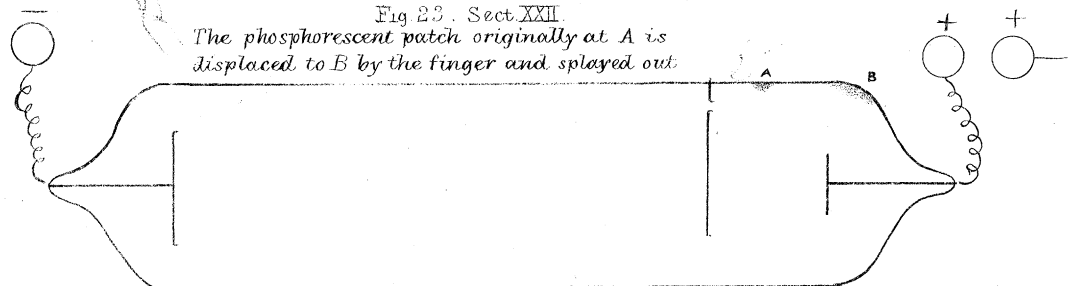 Fig. 23. Sect. XXII.
The phosphorescent patch originally at A is
displaced to B by the finger and splayed out
− + +
A B